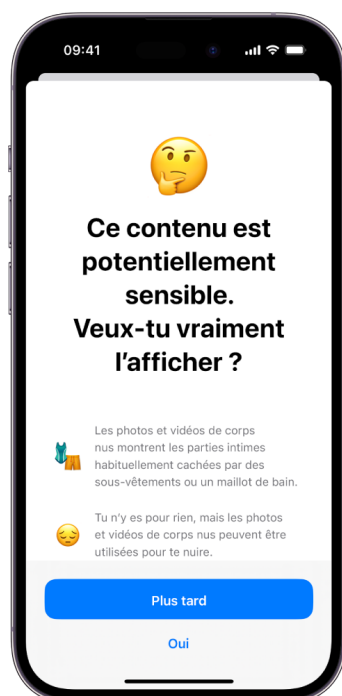 09:41
Ce contenu est
potentiellement
sensible.
Veux-tu vraiment
l’afficher ?
Les photos et vidéos de corps
nus montrent les parties intimes
habituellement cachées par des
sous-vêtements ou un maillot de bain.
Tu n’y es pour rien, mais les photos
et vidéos de corps nus peuvent être
utilisées pour te nuire.
Plus tard
Oui